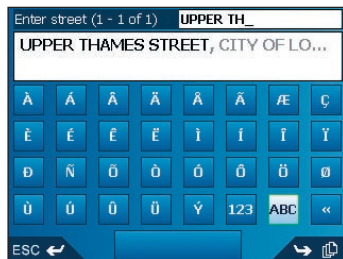 Enter street (1 - 1 of 1) UPPER TH_
UPPER THAMES STREET, CITY OF LO...
À Á Â Ä Å Ã Æ Ç
È É Ê Ë Ì Í Î Ï
Ð Ñ Õ Ò Ó Ô Ö Ø
Ù Ú Û Ü Ý 123 ABC «
ESC